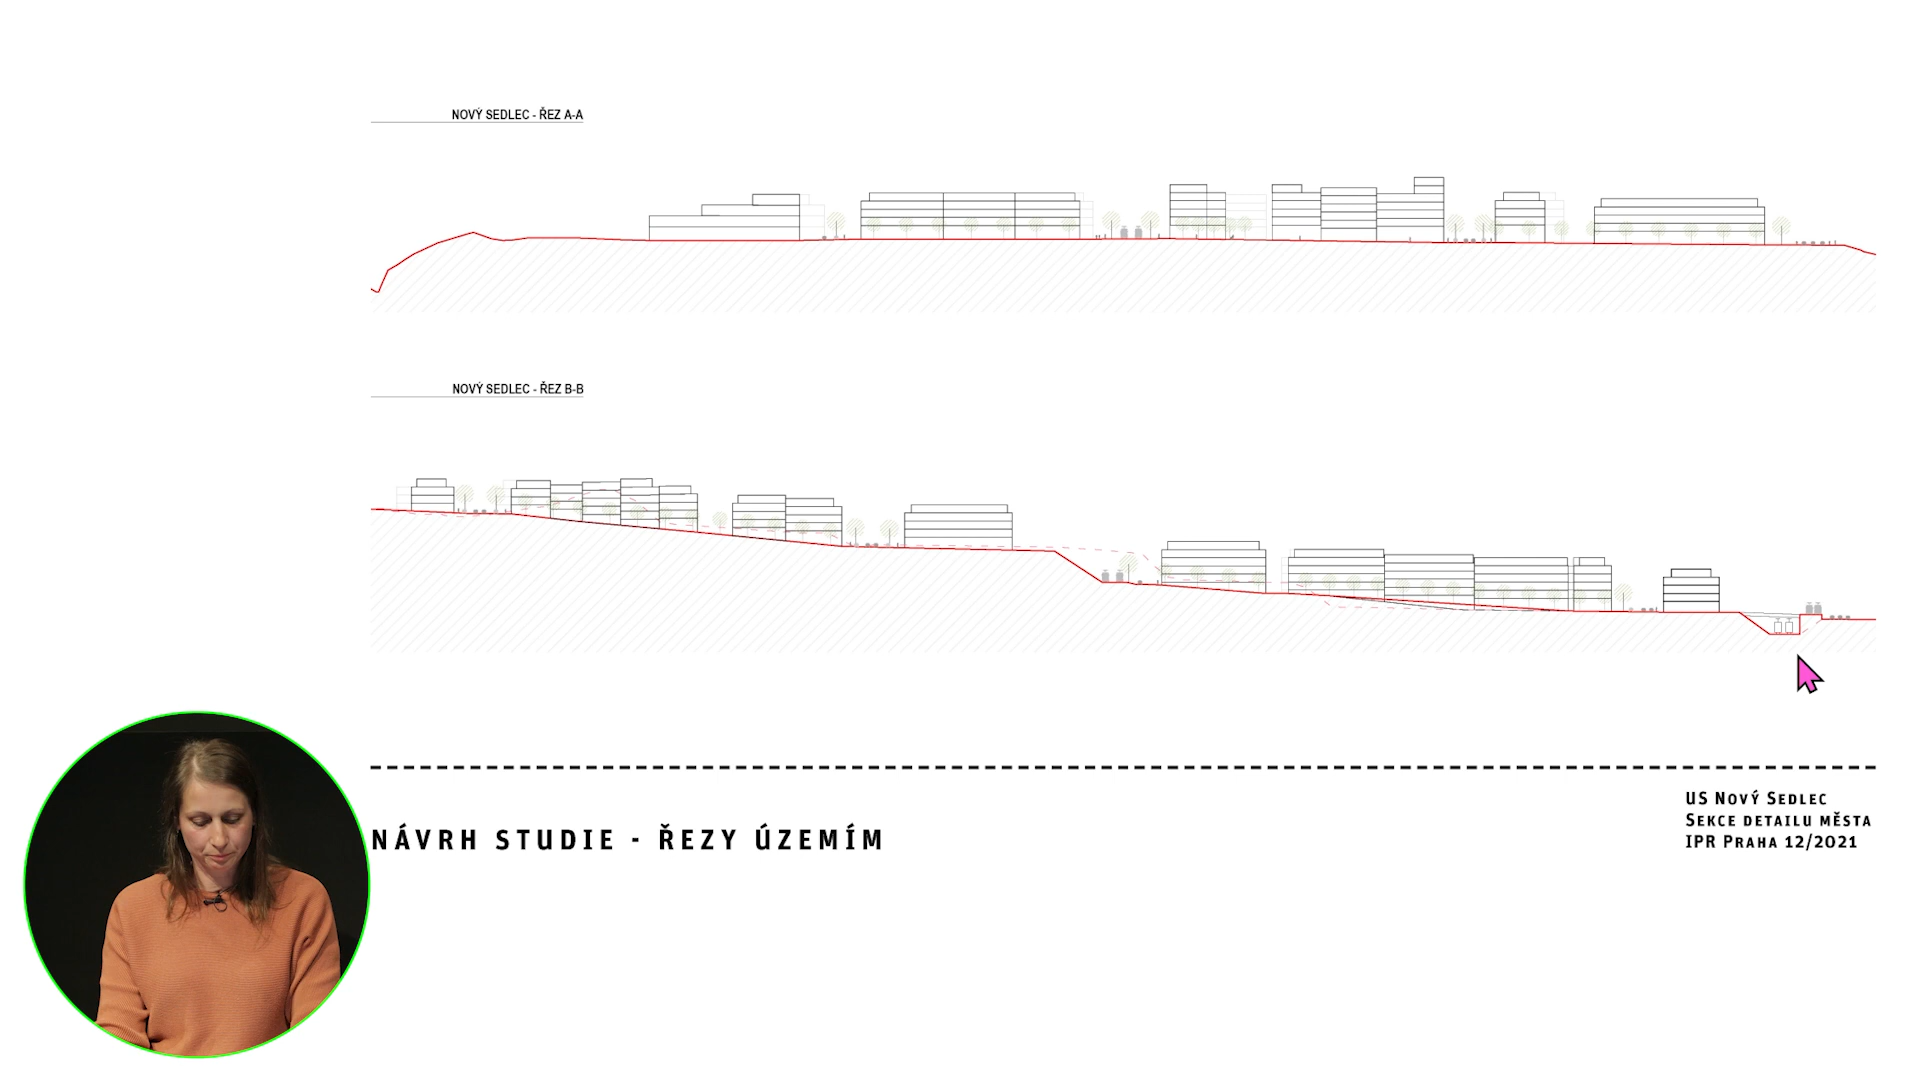 NOVÝ SEDLEC - ŘEZ A-A
NOVÝ SEDLEC - ŘEZ B-B
NÁVRH STUDIE - ŘEZY ÚZEMÍM
US NOVÝ SEDLEC
SEKCE DETAILU MĚSTA
IPR PRAHA 12/2021